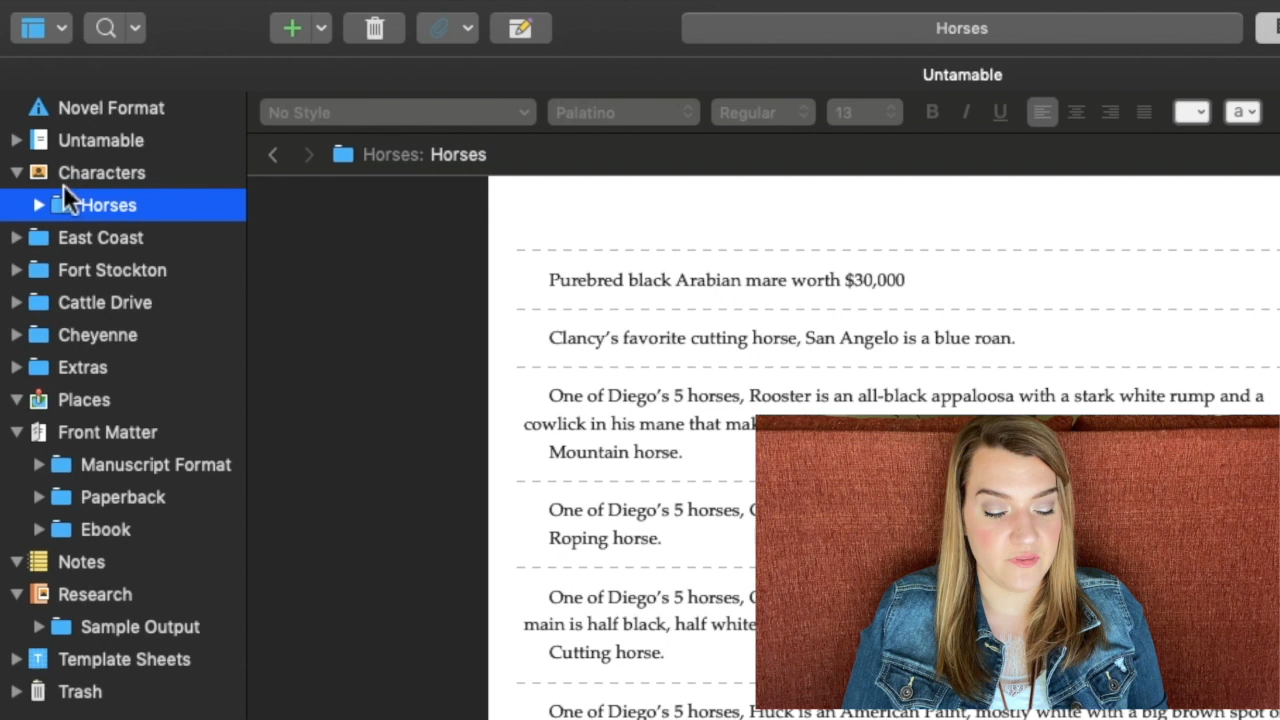 Horses
Untamable
No Style
Palatino
Regular
13
B
I
U
a
Horses: Horses
Novel Format
Untamable
Characters
Horses
East Coast
Fort Stockton
Cattle Drive
Cheyenne
Extras
Places
Front Matter
Manuscript Format
Paperback
Ebook
Notes
Research
Sample Output
Template Sheets
Trash
Purebred black Arabian mare worth $30,000
Clancy's favorite cutting horse, San Angelo is a blue roan.
One of Diego's 5 horses, Rooster is an all-black appaloosa with a stark white rump and a
cowlick in his mane that mak
Mountain horse.
One of Diego's 5 horses,
Roping horse.
One of Diego's 5 horses,
main is half black, half white
Cutting horse.
One of Diego's 5 horses, Huck is an American Paint, mostly white with a big brown spot o